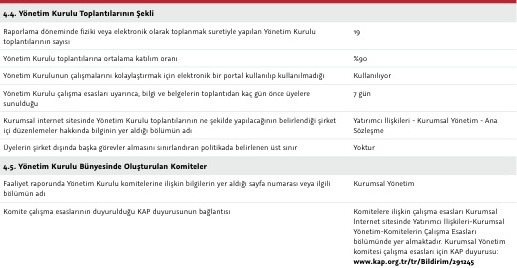 4.4. Yönetim Kurulu Toplantılarının Şekli
Raporlama döneminde fiziki veya elektronik olarak toplanmak suretiyle yapılan Yönetim Kurulu
toplantılarının sayısı
19
Yönetim Kurulu toplantılarına ortalama katılım oranı
%90
Yönetim Kurulunun çalışmalarını kolaylaştırmak için elektronik bir portal kullanılıp kullanılmadığı
Kullanılıyor
Yönetim Kurulu çalışma esasları uyarınca, bilgi ve belgelerin toplantıdan kaç gün önce üyelere
sunulduğu
7 gün
Kurumsal internet sitesinde Yönetim Kurulu toplantılarının ne şekilde yapılacağının belirlendiği şirket
içi düzenlemeler hakkında bilginin yer aldığı bölümün adı
Yatırımcı İlişkileri - Kurumsal Yönetim - Ana
Sözleşme
Üyelerin şirket dışında başka görevler almasını sınırlandıran politikada belirlenen üst sınır
Yoktur
4.5. Yönetim Kurulu Bünyesinde Oluşturulan Komiteler
Faaliyet raporunda Yönetim Kurulu komitelerine ilişkin bilgilerin yer aldığı sayfa numarası veya ilgili
bölümün adı
Kurumsal Yönetim
Komite çalışma esaslarının duyurulduğu KAP duyurusunun bağlantısı
Komitelere ilişkin çalışma esasları Kurumsal
İnternet sitesinde Yatırımcı İlişkileri-Kurumsal
Yönetim-Komitelerin Çalışma Esasları
bölümünde yer almaktadır. Kurumsal Yönetim
komitesi çalışma esasları için KAP duyurusu:
www.kap.org.tr/tr/Bildirim/291245